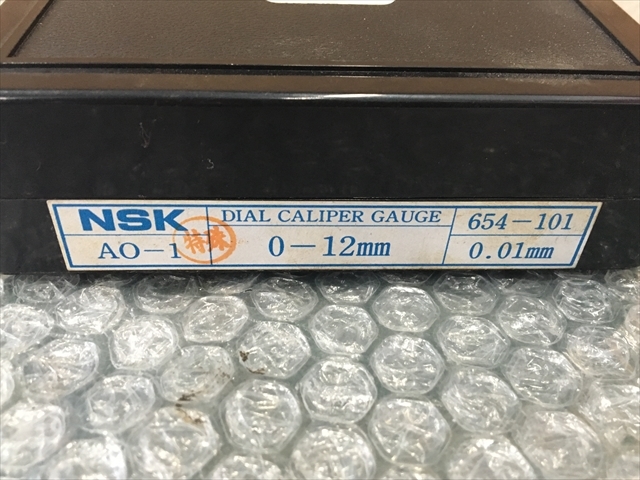 NSK
DIAL CALIPER GAUGE
654-101
AO-1
特殊
0-12mm
0.01mm